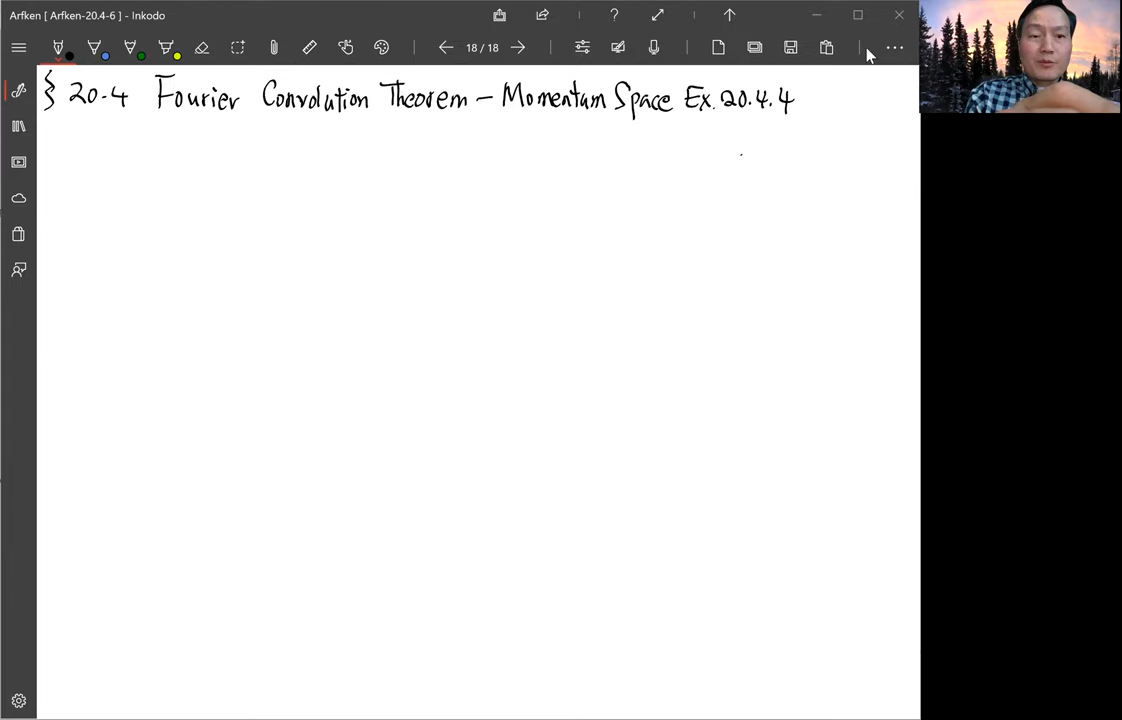 Arfken [ Arfken-20.4-6 ] - Inkodo
18 / 18
§ 20.4 Fourier Convolution Theorem - Momentum Space Ex. 20.4.4